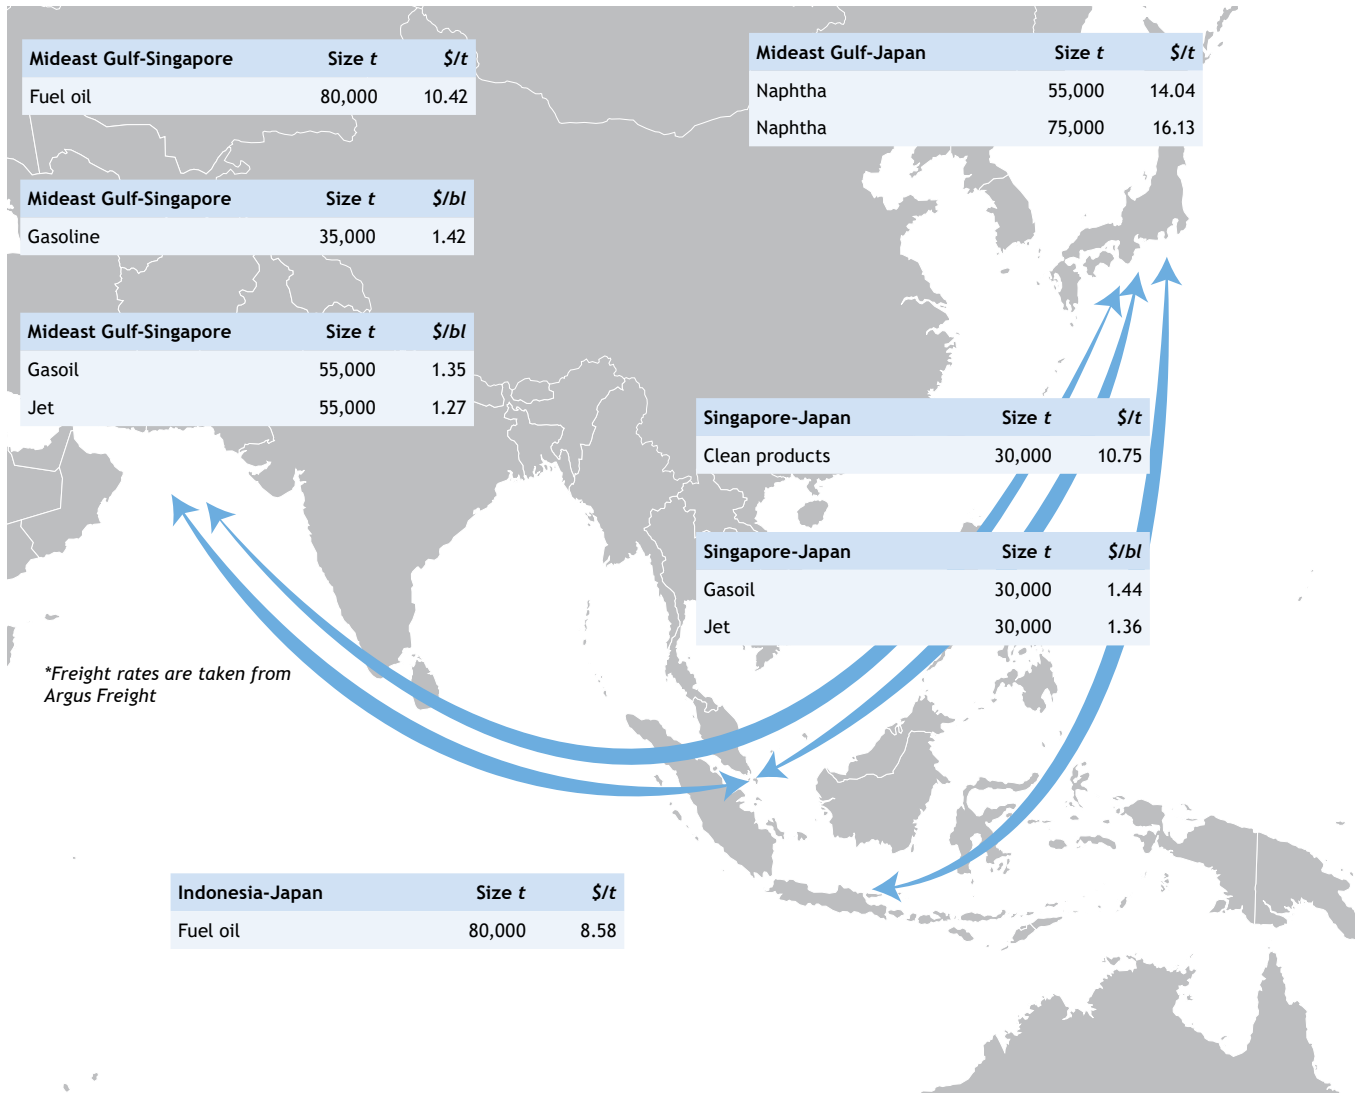 Mideast Gulf-Singapore Size t $/t
Fuel oil 80,000 10.42
Mideast Gulf-Japan Size t $/t
Naphtha 55,000 14.04
Naphtha 75,000 16.13
Mideast Gulf-Singapore Size t $/bl
Gasoline 35,000 1.42
Mideast Gulf-Singapore Size t $/bl
Gasoil 55,000 1.35
Jet 55,000 1.27
Singapore-Japan Size t $/t
Clean products 30,000 10.75
Singapore-Japan Size t $/bl
Gasoil 30,000 1.44
Jet 30,000 1.36
*Freight rates are taken from
Argus Freight
Indonesia-Japan Size t $/t
Fuel oil 80,000 8.58